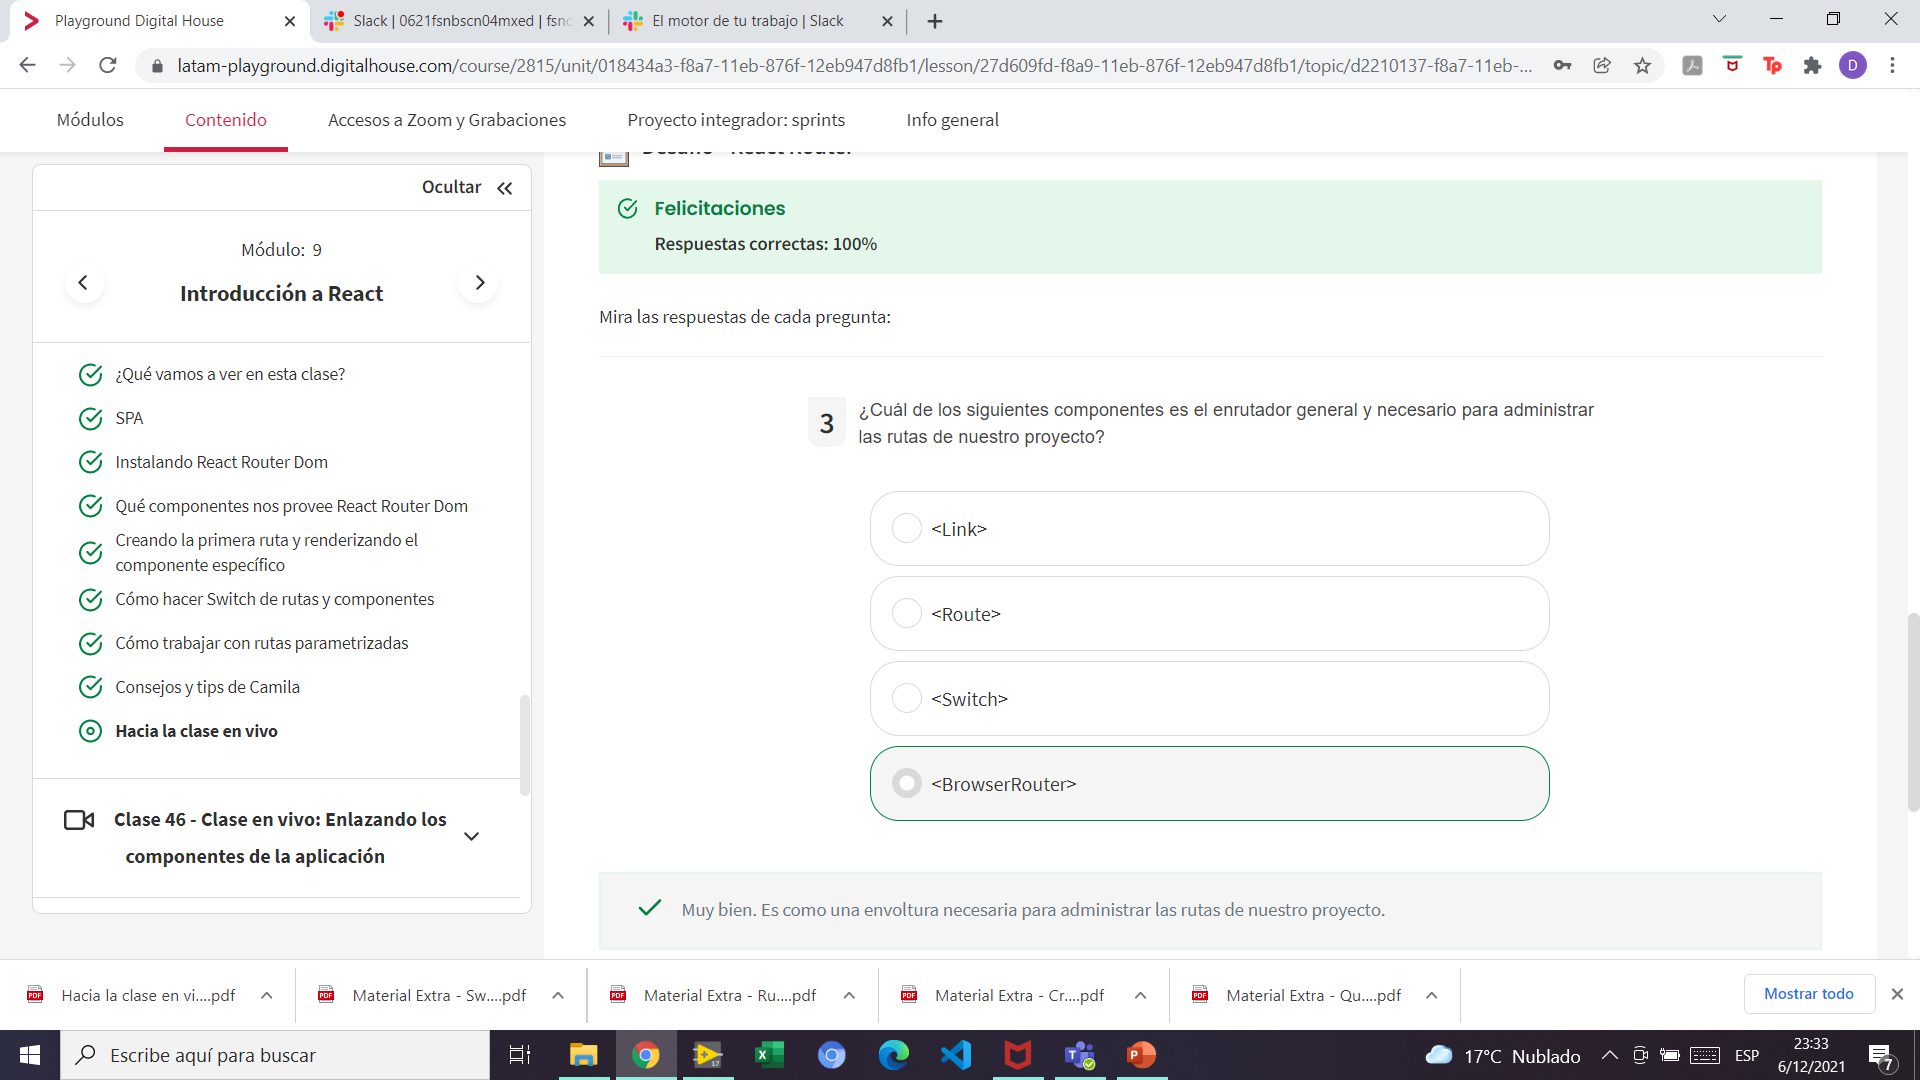 Playground Digital House
Slack | 0621fsnbscn04mxed | fsnc
El motor de tu trabajo | Slack
latam-playground.digitalhouse.com/course/2815/unit/018434a3-f8a7-11eb-876f-12eb947d8fb1/lesson/27d609fd-f8a9-11eb-876f-12eb947d8fb1/topic/d2210137-f8a7-11eb-...
D
Módulos
Contenido
Accesos a Zoom y Grabaciones
Proyecto integrador: sprints
Info general
Ocultar
Módulo: 9
Introducción a React
¿Qué vamos a ver en esta clase?
SPA
Instalando React Router Dom
Qué componentes nos provee React Router Dom
Creando la primera ruta y renderizando el
componente específico
Cómo hacer Switch de rutas y componentes
Cómo trabajar con rutas parametrizadas
Consejos y tips de Camila
Hacia la clase en vivo
Clase 46 - Clase en vivo: Enlazando los
componentes de la aplicación
Desafío - React Router
Felicitaciones
Respuestas correctas: 100%
Mira las respuestas de cada pregunta:
3
¿Cuál de los siguientes componentes es el enrutador general y necesario para administrar
las rutas de nuestro proyecto?
<Link>
<Route>
<Switch>
<BrowserRouter>
Muy bien. Es como una envoltura necesaria para administrar las rutas de nuestro proyecto.
Hacia la clase en vi....pdf
Material Extra - Sw....pdf
Material Extra - Ru....pdf
Material Extra - Cr....pdf
Material Extra - Qu....pdf
Mostrar todo
Escribe aquí para buscar
17°C Nublado
ESP
23:33
6/12/2021
7